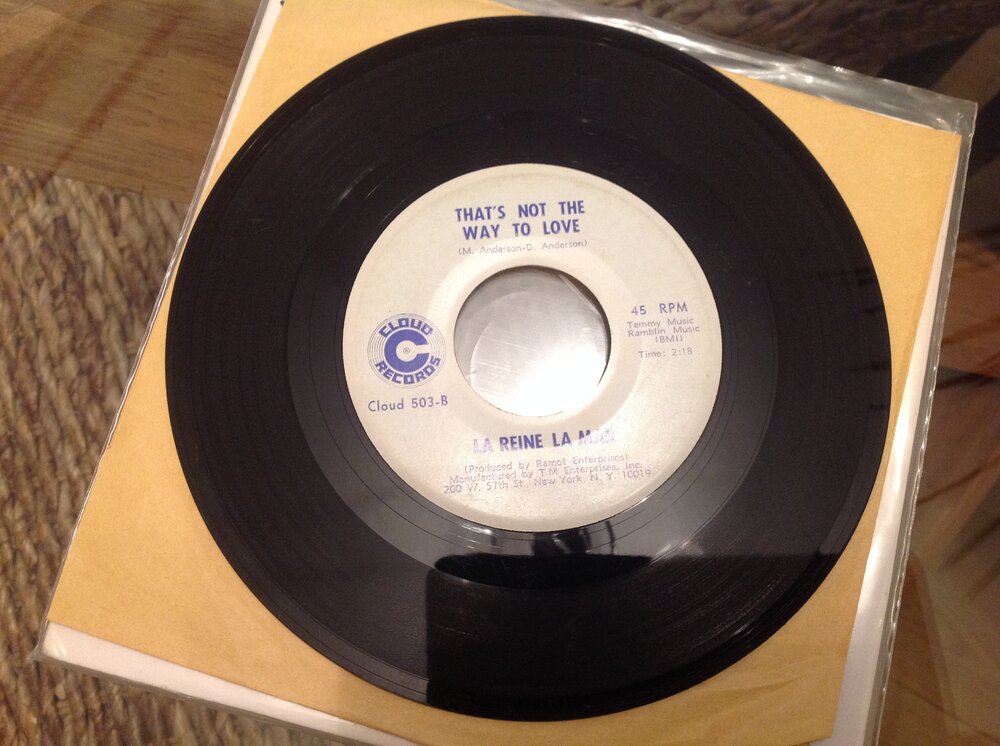 THAT'S NOT THE
WAY TO LOVE
(M. Anderson-D. Anderson)
45 RPM
Temmy Music
Ramblin Music
(BMI)
Time: 2:18
CLOUD
C
RECORDS
Cloud 503-B
LA REINE LA
(Produced by Ramot Enterprises)
Manufactured by T.M Enterprises, Inc.
200 W. 57th St., New York, N. Y. 10019